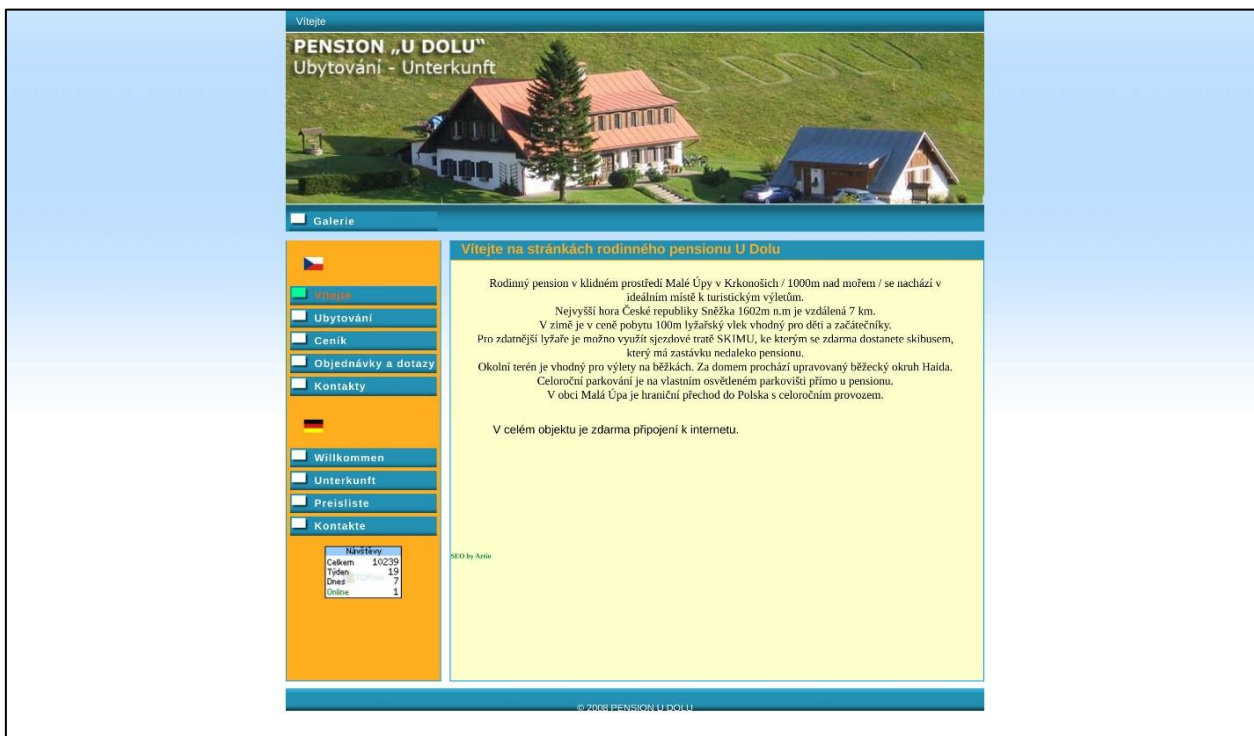 Vítejte
PENSION „U DOLU"
Ubytování - Unterkunft
U DOLU
Galerie
Vítejte
Ubytování
Ceník
Objednávky a dotazy
Kontakty
Willkommen
Unterkunft
Preisliste
Kontakte
Návštěvy
Celkem 10239
Týden 19
Dnes 7
Online 1
Vítejte na stránkách rodinného pensionu U Dolu
Rodinný pension v klidném prostředí Malé Úpy v Krkonošich / 1000m nad mořem / se nachází v
ideálním místě k turistickým výletům.
Nejvyšší hora České republiky Sněžka 1602m n.m je vzdálená 7 km.
V zimě je v ceně pobytu 100m lyžařský vlek vhodný pro děti a začátečníky.
Pro zdatnější lyžaře je možno využít sjezdové tratě SKIMU, ke kterým se zdarma dostanete skibusem,
který má zastávku nedaleko pensionu.
Okolní terén je vhodný pro výlety na běžkách. Za domem prochází upravovaný běžecký okruh Haida.
Celoroční parkování je na vlastním osvětleném parkovišti přímo u pensionu.
V obci Malá Úpa je hraniční přechod do Polska s celoročním provozem.
V celém objektu je zdarma připojení k internetu.
SEO by Artin
© 2008 PENSION U DOLU